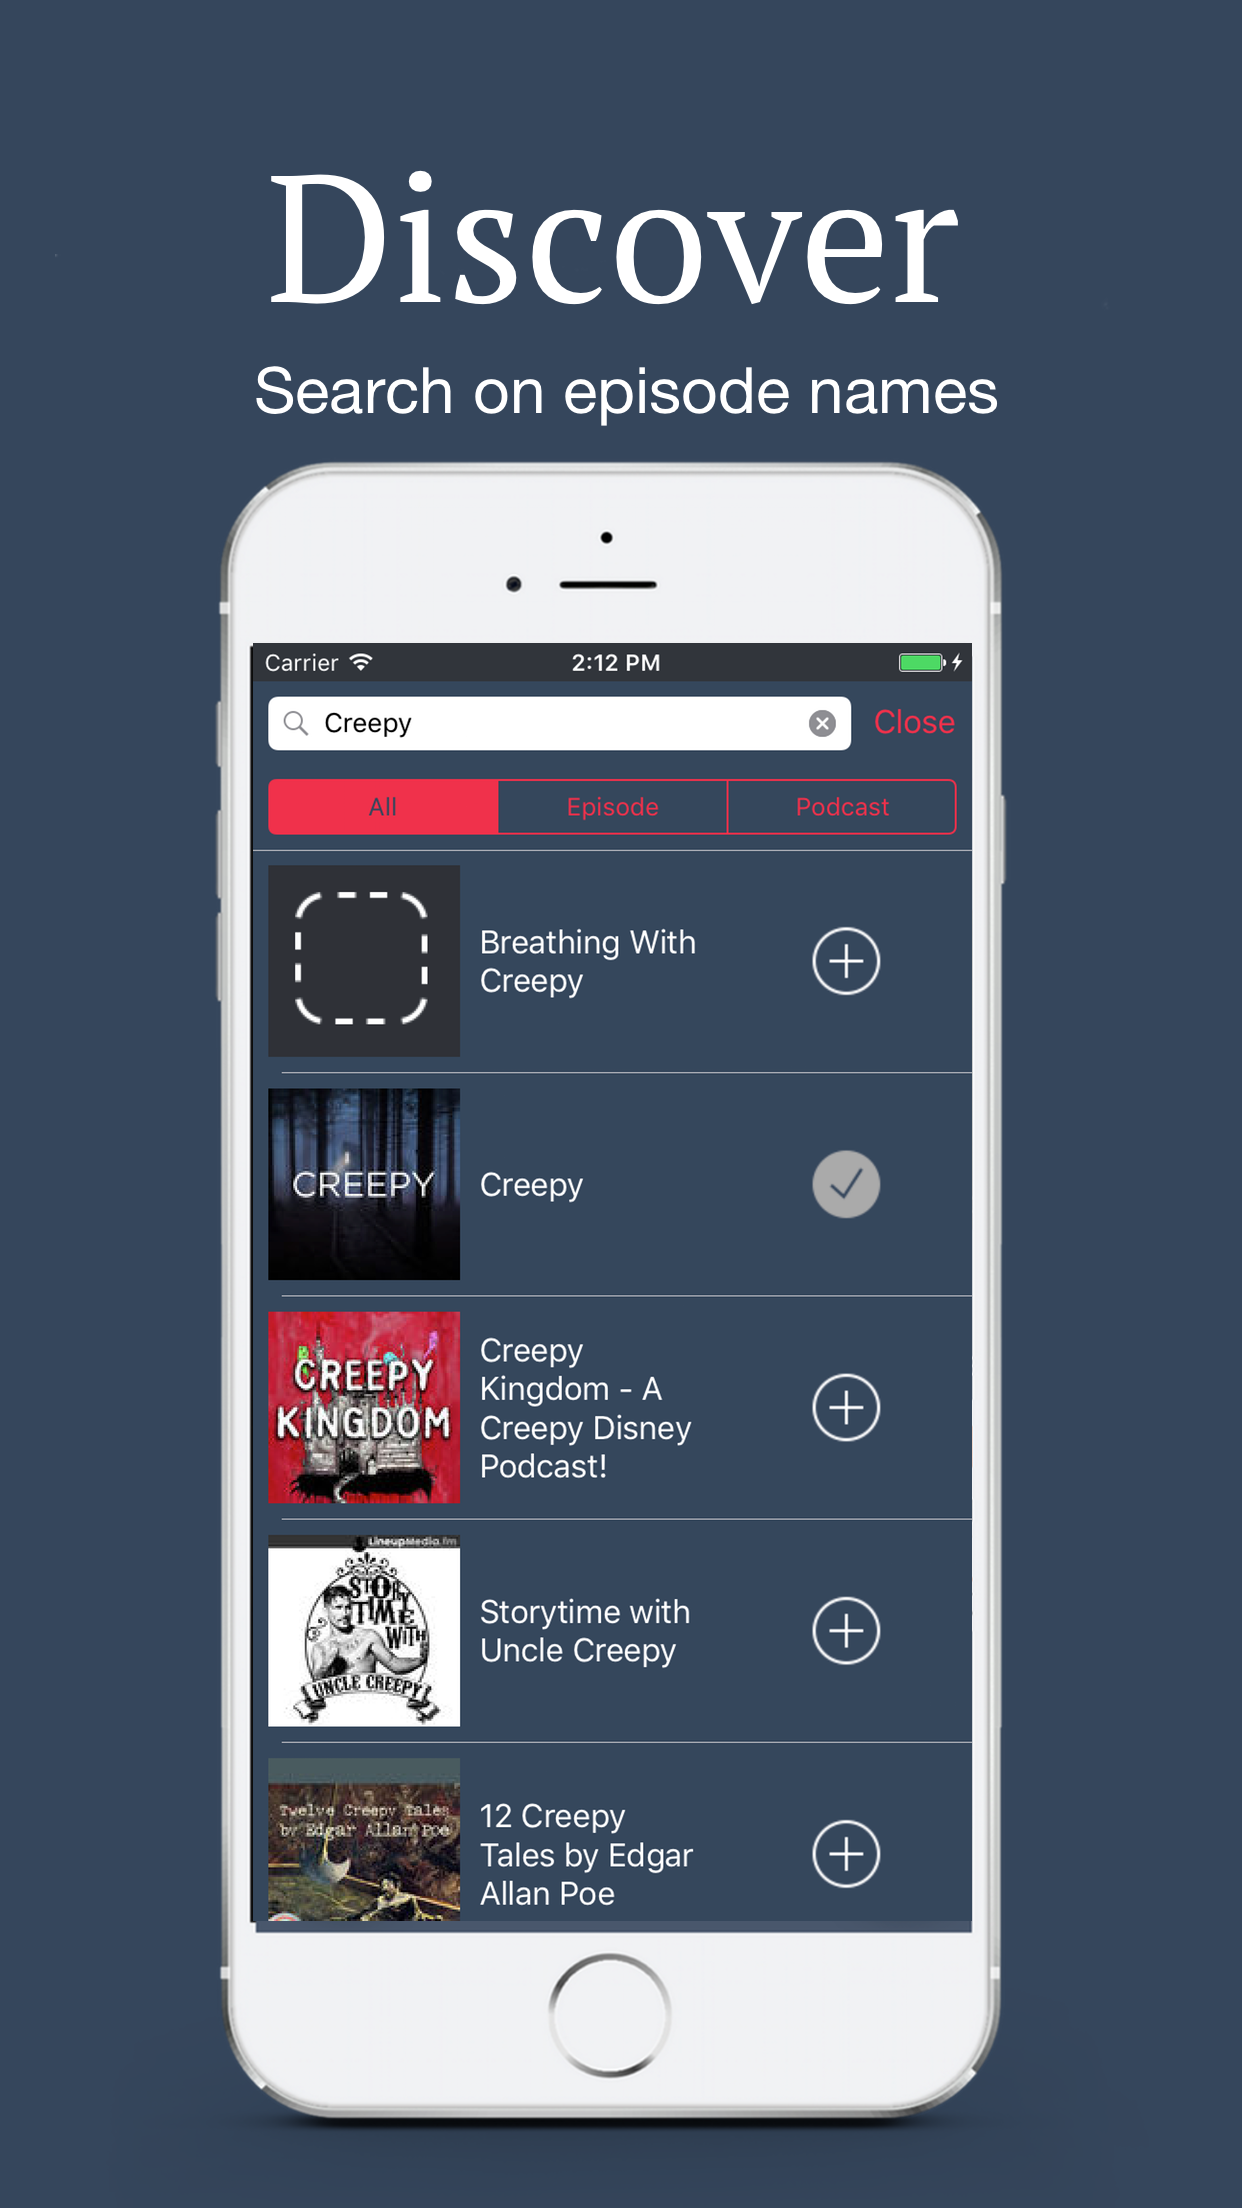 Discover
Search on episode names
Carrier 2:12 PM
Creepy Close
All Episode Podcast
Breathing With
Creepy
CREEPY
Creepy
CREEPY
KINGDOM
Creepy
Kingdom - A
Creepy Disney
Podcast!
LineupMedia.fm
STORY
TIME
WITH
UNCLE CREEPY
Storytime with
Uncle Creepy
Twelve Creepy Tales
by Edgar Allan Poe
12 Creepy
Tales by Edgar
Allan Poe